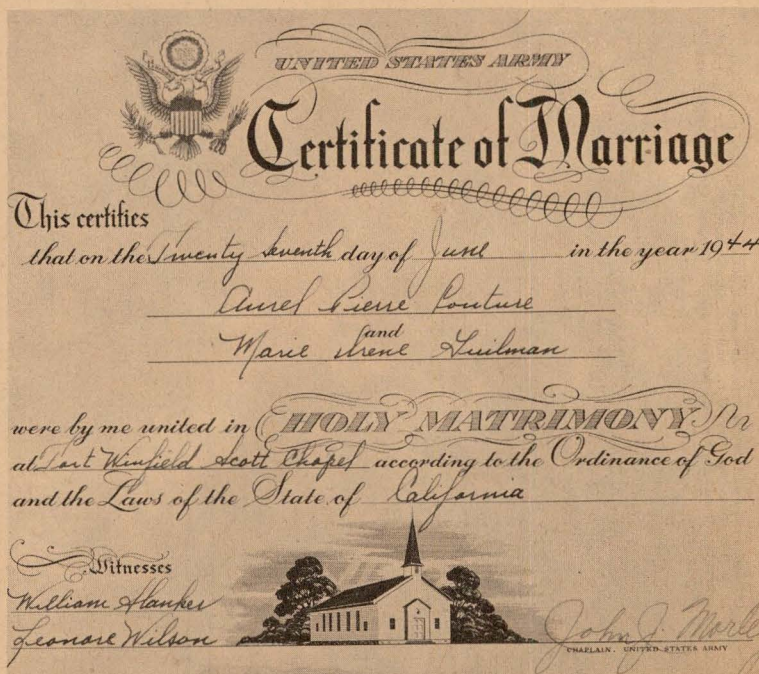 UNITED STATES ARMY
Certificate of Marriage
This certifies
that on the Twenty Seventh day of June in the year 1944
Aurel Pierre Couture
and
Marie Irene
were by me united in HOLY MATRIMONY
at Fort Winfield Scott Chapel according to the Ordinance of God
and the Laws of the State of California
Witnesses
William
Leonore Wilson
John J.
CHAPLAIN, UNITED STATES ARMY